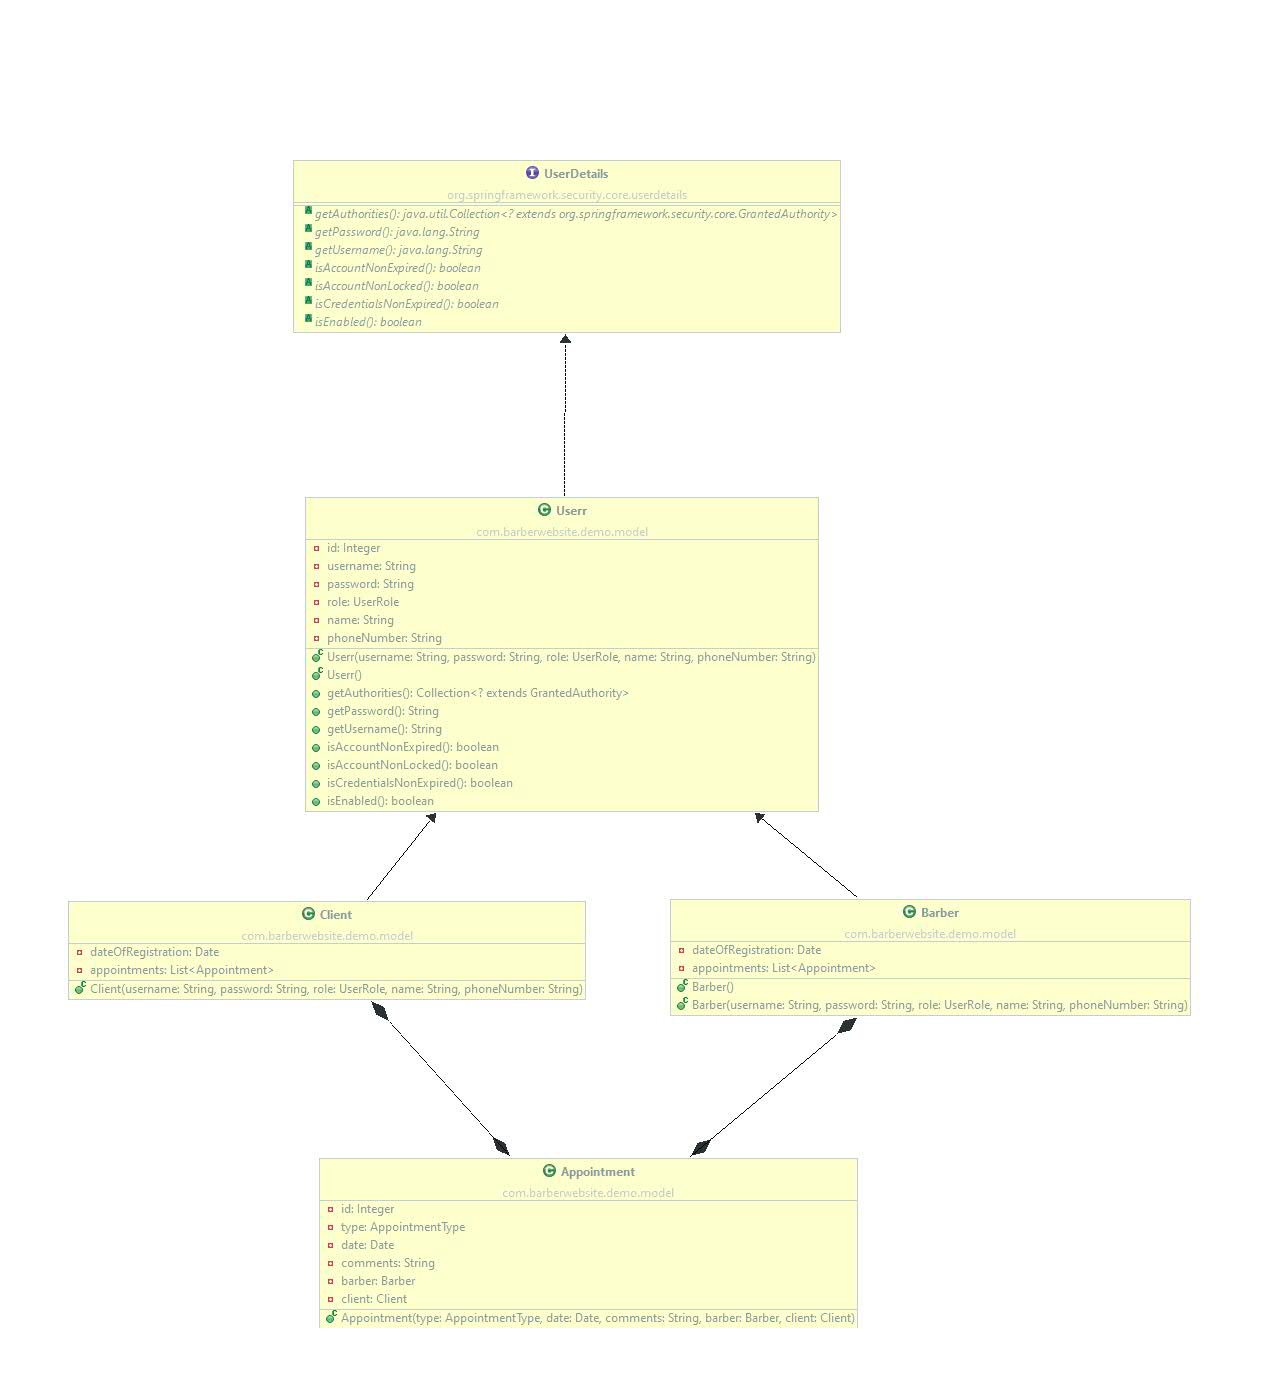 UserDetails
org.springframework.security.core.userdetails
getAuthorities(): java.util.Collection<? extends org.springframework.security.core.GrantedAuthority>
getPassword(): java.lang.String
getUsername(): java.lang.String
isAccountNonExpired(): boolean
isAccountNonLocked(): boolean
isCredentialsNonExpired(): boolean
isEnabled(): boolean
Userr
com.barberwebsite.demo.model
id: Integer
username: String
password: String
role: UserRole
name: String
phoneNumber: String
Userr(username: String, password: String, role: UserRole, name: String, phoneNumber: String)
Userr()
getAuthorities(): Collection<? extends GrantedAuthority>
getPassword(): String
getUsername(): String
isAccountNonExpired(): boolean
isAccountNonLocked(): boolean
isCredentialsNonExpired(): boolean
isEnabled(): boolean
Client
com.barberwebsite.demo.model
dateOfRegistration: Date
appointments: List<Appointment>
Client(username: String, password: String, role: UserRole, name: String, phoneNumber: String)
Barber
com.barberwebsite.demo.model
dateOfRegistration: Date
appointments: List<Appointment>
Barber()
Barber(username: String, password: String, role: UserRole, name: String, phoneNumber: String)
Appointment
com.barberwebsite.demo.model
id: Integer
type: AppointmentType
date: Date
comments: String
barber: Barber
client: Client
Appointment(type: AppointmentType, date: Date, comments: String, barber: Barber, client: Client)